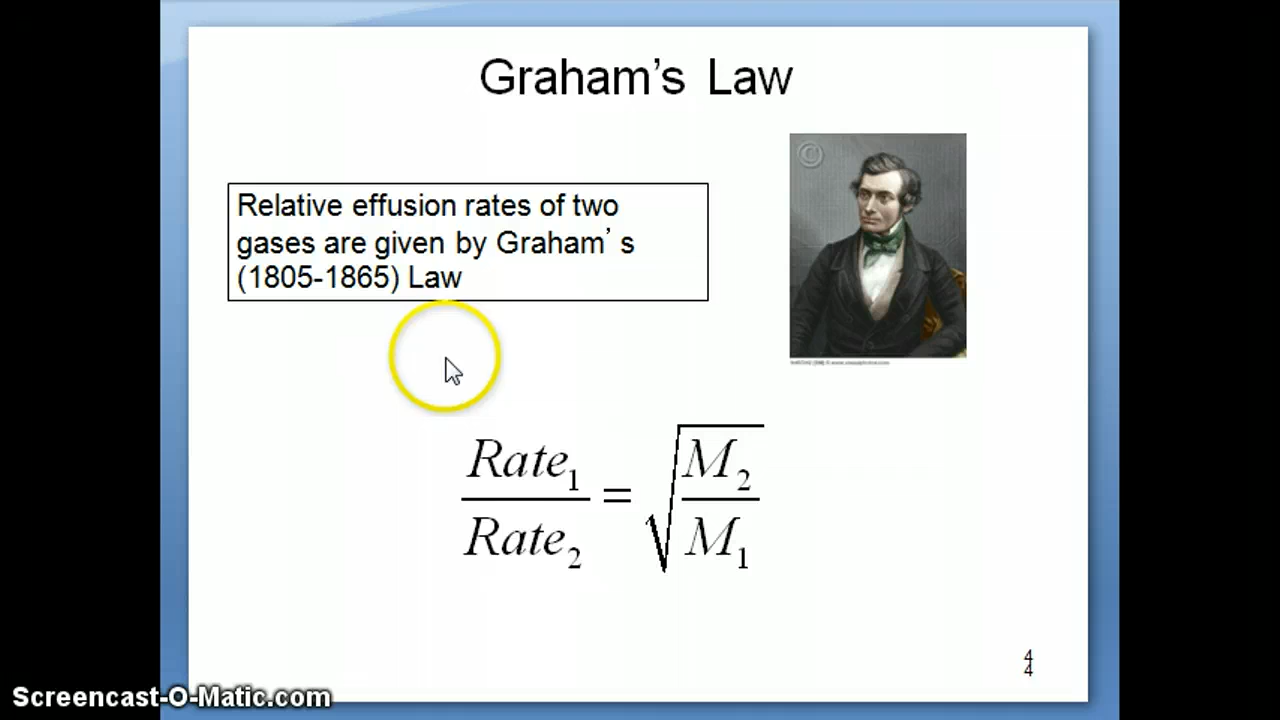 Graham’s Law
©
Relative effusion rates of two
gases are given by Graham’ s
(1805-1865) Law
Rate₁ / Rate₂ = √(M₂ / M₁)
4
4
Screencast-O-Matic.com